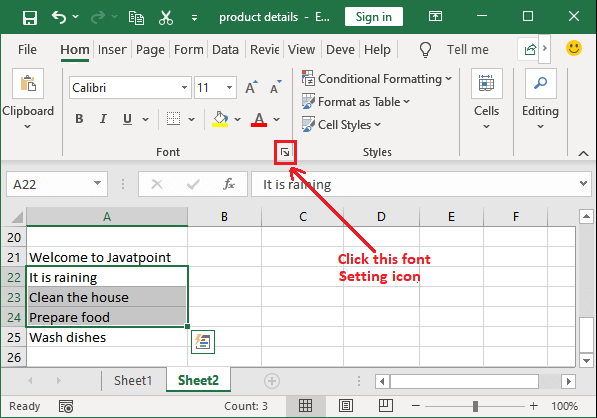 product details - E...
Sign in
File Hom Inser Page Form Data Revie View Deve Help Tell me
Clipboard
Calibri 11 A A
B I U A
Font
Conditional Formatting
Format as Table
Cell Styles
Styles
Cells
Editing
A22 fx It is raining
A B C D E F
20
21 Welcome to Javatpoint
22 It is raining
23 Clean the house
24 Prepare food
25 Wash dishes
26
Click this font
Setting icon
Sheet1 Sheet2
Ready Count: 3 100%